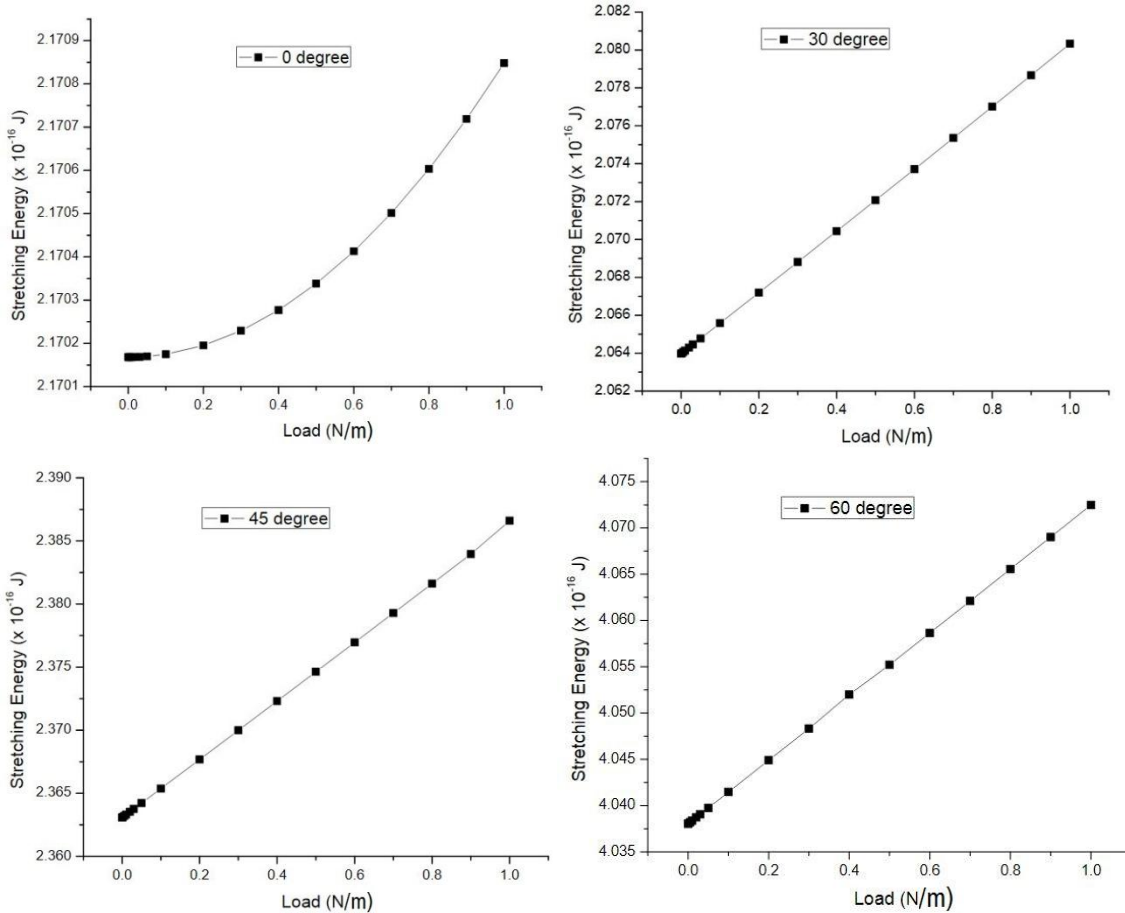 0 degree
Stretching Energy (x 10⁻¹⁶ J)
2.1709
2.1708
2.1707
2.1706
2.1705
2.1704
2.1703
2.1702
2.1701
0.0 0.2 0.4 0.6 0.8 1.0
Load (N/m)
30 degree
Stretching Energy (x 10⁻¹⁶ J)
2.082
2.080
2.078
2.076
2.074
2.072
2.070
2.068
2.066
2.064
2.062
0.0 0.2 0.4 0.6 0.8 1.0
Load (N/m)
45 degree
Stretching Energy (x 10⁻¹⁶ J)
2.390
2.385
2.380
2.375
2.370
2.365
2.360
0.0 0.2 0.4 0.6 0.8 1.0
Load (N/m)
60 degree
Stretching Energy (x 10⁻¹⁶ J)
4.075
4.070
4.065
4.060
4.055
4.050
4.045
4.040
4.035
0.0 0.2 0.4 0.6 0.8 1.0
Load (N/m)